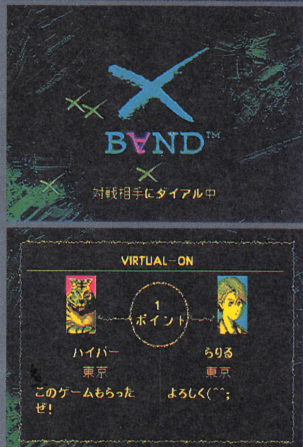 X
BAND™
対戦相手にダイアル中
VIRTUAL-ON
1
ポイント
ハイパー
らりる
東京
東京
このゲームもらった
ぜ!
よろしく(^^;